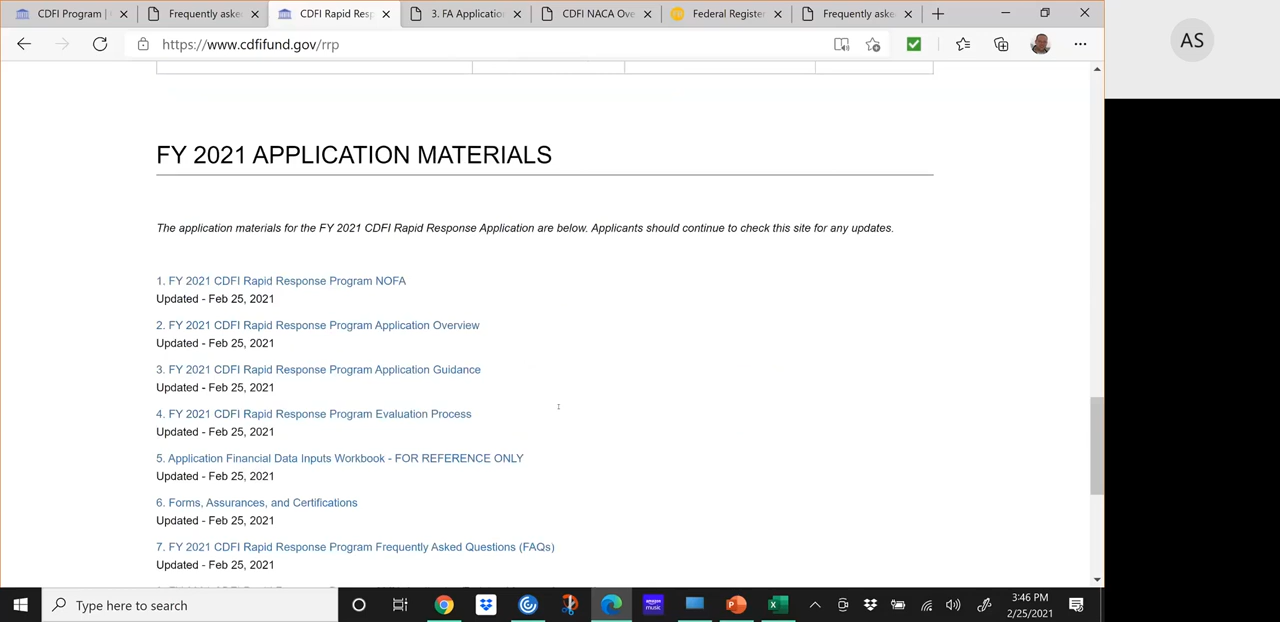 CDFI Program |
Frequently aske
CDFI Rapid Resp
3. FA Application
CDFI NACA Ove
Federal Register
Frequently aske
https://www.cdfifund.gov/rrp
AS
FY 2021 APPLICATION MATERIALS
The application materials for the FY 2021 CDFI Rapid Response Application are below. Applicants should continue to check this site for any updates.
1. FY 2021 CDFI Rapid Response Program NOFA
Updated - Feb 25, 2021
2. FY 2021 CDFI Rapid Response Program Application Overview
Updated - Feb 25, 2021
3. FY 2021 CDFI Rapid Response Program Application Guidance
Updated - Feb 25, 2021
4. FY 2021 CDFI Rapid Response Program Evaluation Process
Updated - Feb 25, 2021
5. Application Financial Data Inputs Workbook - FOR REFERENCE ONLY
Updated - Feb 25, 2021
6. Forms, Assurances, and Certifications
Updated - Feb 25, 2021
7. FY 2021 CDFI Rapid Response Program Frequently Asked Questions (FAQs)
Updated - Feb 25, 2021
Type here to search
amazon music
3:46 PM
2/25/2021